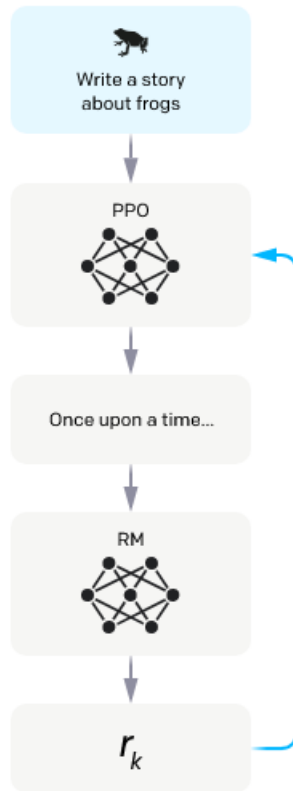 Write a story
about frogs
PPO
Once upon a time...
RM
r_k